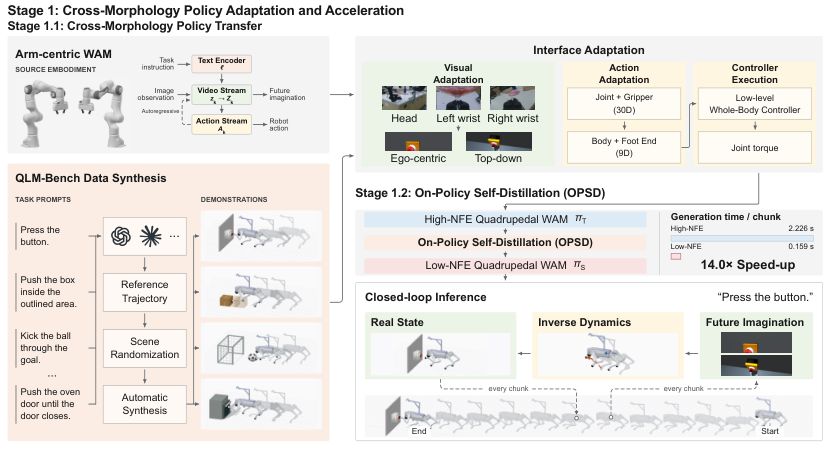 Stage 1: Cross-Morphology Policy Adaptation and Acceleration
Stage 1.1: Cross-Morphology Policy Transfer
Arm-centric WAM
SOURCE EMBODIMENT
Task
instruction
Text Encoder
Image
observation
Video Stream
Future
imagination
Autoregressive
Action Stream
Robot
action
QLM-Bench Data Synthesis
TASK PROMPTS
DEMONSTRATIONS
Press the
button.
...
Push the box
inside the
outlined area.
Reference
Trajectory
Kick the ball
through the
goal.
Scene
Randomization
...
Push the oven
door until the
door closes.
Automatic
Synthesis
Interface Adaptation
Visual
Adaptation
Head
Left wrist
Right wrist
Ego-centric
Top-down
Action
Adaptation
Joint + Gripper
(30D)
Body + Foot End
(9D)
Controller
Execution
Low-level
Whole-Body Controller
Joint torque
Stage 1.2: On-Policy Self-Distillation (OPSD)
High-NFE Quadrupedal WAM π_T
On-Policy Self-Distillation (OPSD)
Low-NFE Quadrupedal WAM π_S
Generation time / chunk
High-NFE 2.226 s
Low-NFE 0.159 s
14.0× Speed-up
Closed-loop Inference
“Press the button.”
Real State
Inverse Dynamics
Future Imagination
every chunk
every chunk
End
Start